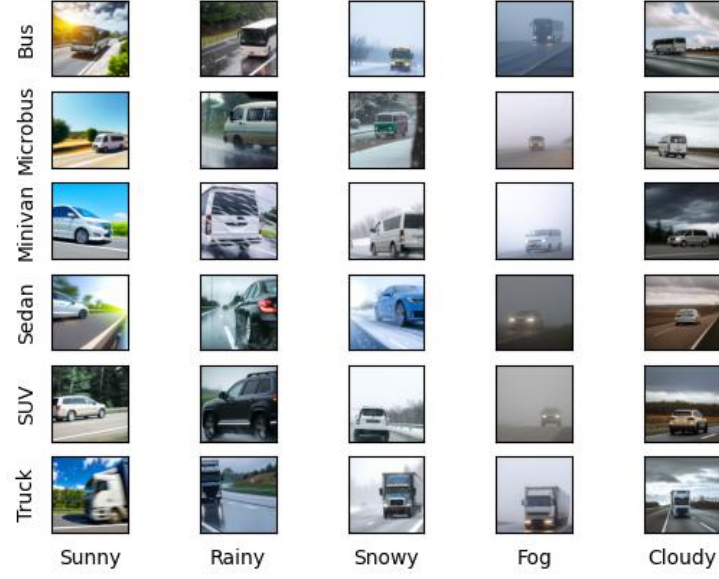 Bus
Microbus
Minivan
Sedan
SUV
Truck
Sunny Rainy Snowy Fog Cloudy